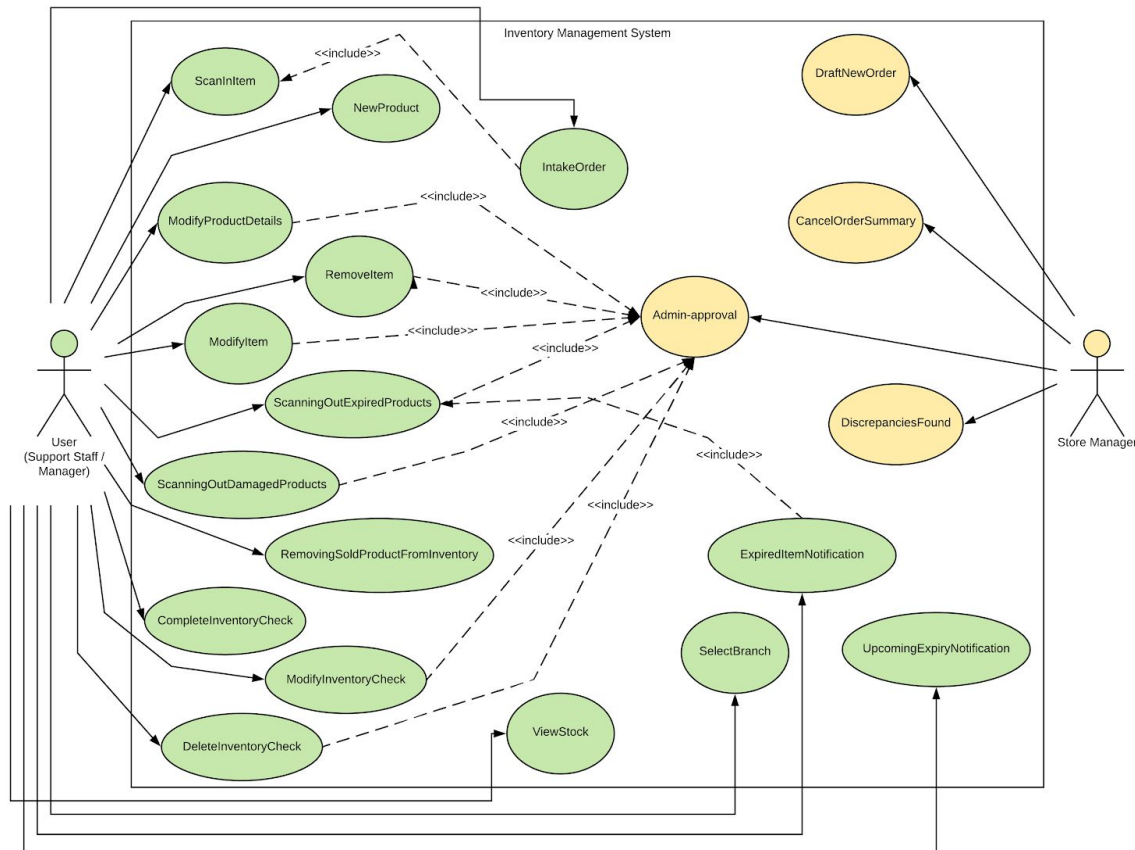 Inventory Management System
<<include>>
ScanInItem
DraftNewOrder
NewProduct
IntakeOrder
<<include>>
ModifyProductDetails
CancelOrderSummary
RemoveItem
<<include>>
Admin-approval
<<include>>
ModifyItem
<<include>>
ScanningOutExpiredProducts
<<include>>
DiscrepanciesFound
User
(Support Staff /
Manager)
Store Manager
<<include>>
ScanningOutDamagedProducts
<<include>>
<<include>>
RemovingSoldProductFromInventory
ExpiredItemNotification
CompleteInventoryCheck
SelectBranch
UpcomingExpiryNotification
ModifyInventoryCheck
ViewStock
DeleteInventoryCheck